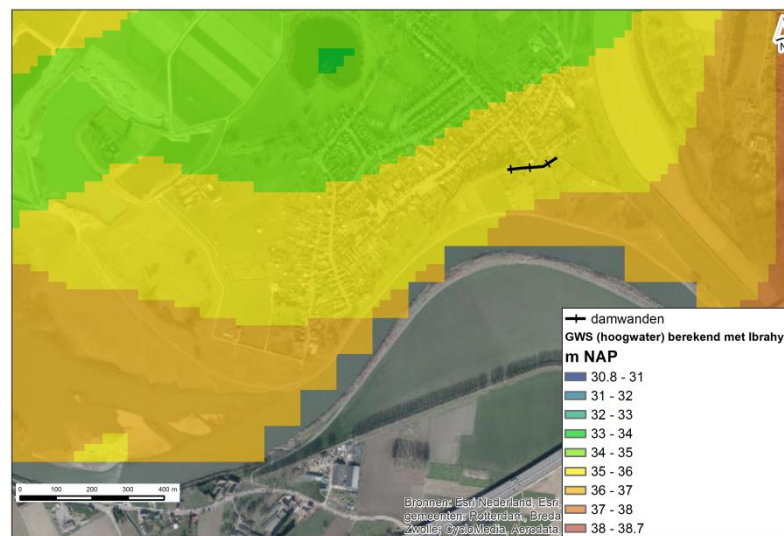 N
damwanden
GWS (hoogwater) berekend met Ibrahy
m NAP
30.8 - 31
31 - 32
32 - 33
33 - 34
34 - 35
35 - 36
36 - 37
37 - 38
38 - 38.7
0 100 200 300 400 m
Bronnen: Esri Nederland, Esri
gemeenten: Rotterdam, Breda
Zwolle; CycloMedia, Aerodata